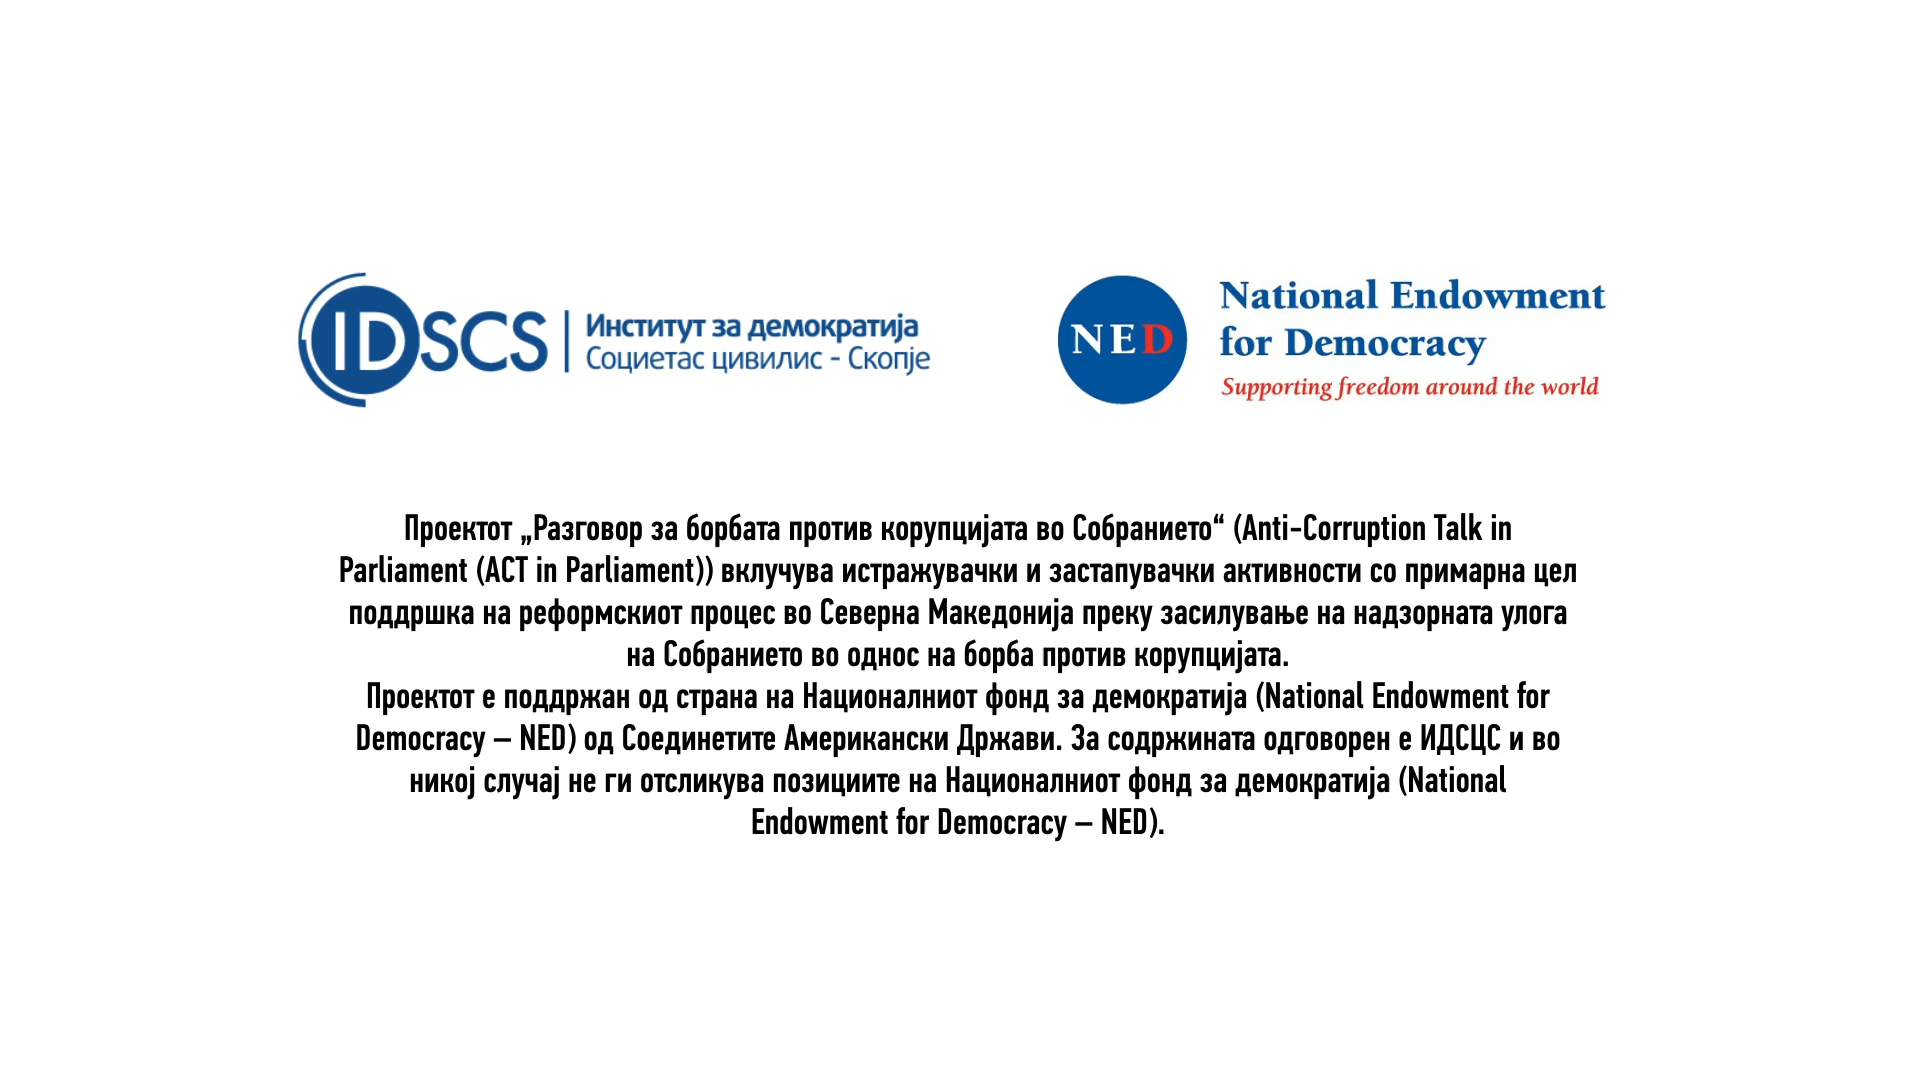 IDSCS
Институт за демократија
Социетас цивилис - Скопје
NED
National Endowment
for Democracy
Supporting freedom around the world
Проектот „Разговор за борбата против корупцијата во Собранието“ (Anti-Corruption Talk in
Parliament (ACT in Parliament)) вклучува истражувачки и застапувачки активности со примарна цел
поддршка на реформскиот процес во Северна Македонија преку засилување на надзорната улога
на Собранието во однос на борба против корупцијата.
Проектот е поддржан од страна на Националниот фонд за демократија (National Endowment for
Democracy – NED) од Соединетите Американски Држави. За содржината одговорен е ИДСЦС и во
никој случај не ги отсликува позициите на Националниот фонд за демократија (National
Endowment for Democracy – NED).